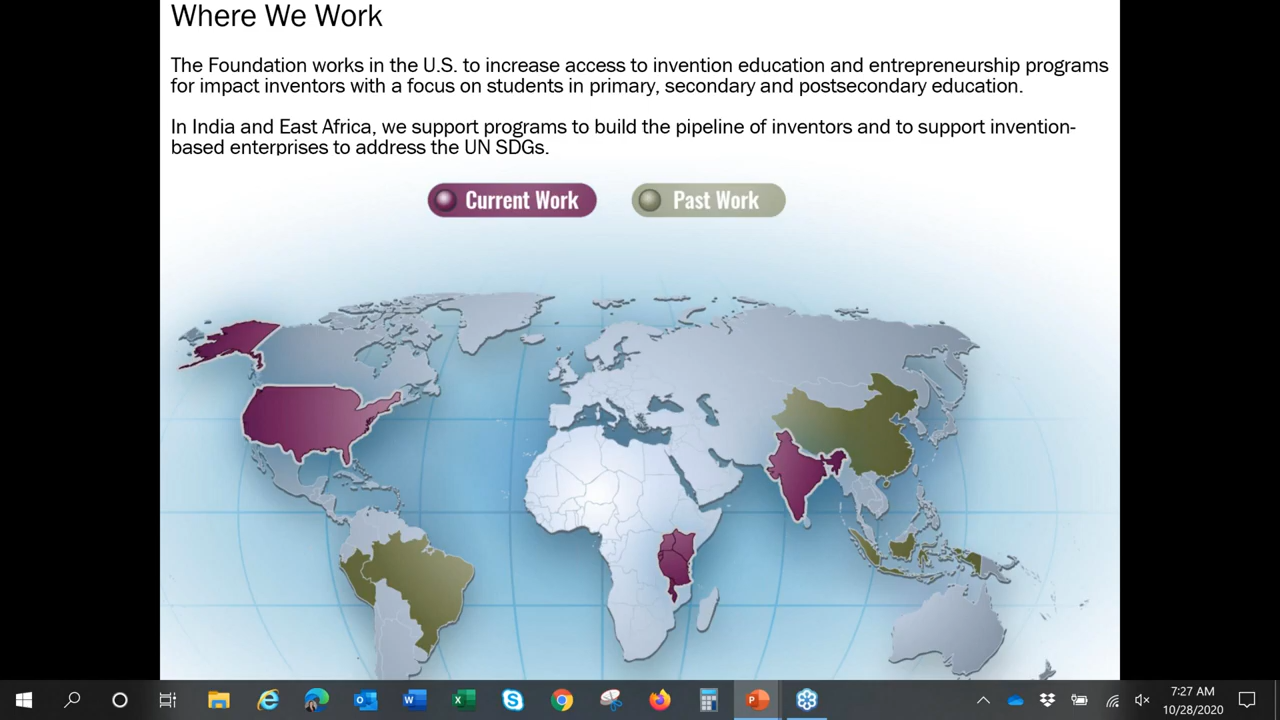 Where We Work
The Foundation works in the U.S. to increase access to invention education and entrepreneurship programs
for impact inventors with a focus on students in primary, secondary and postsecondary education.
In India and East Africa, we support programs to build the pipeline of inventors and to support invention-
based enterprises to address the UN SDGs.
Current Work
Past Work
7:27 AM
10/28/2020